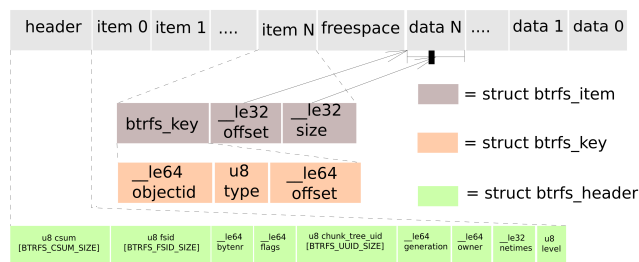 header item 0 item 1 .... item N freespace data N .... data 1 data 0
btrfs_key __le32 offset __le32 size
= struct btrfs_item
__le64 objectid u8 type __le64 offset
= struct btrfs_key
= struct btrfs_header
u8 csum [BTRFS_CSUM_SIZE]
u8 fsid [BTRFS_FSID_SIZE]
__le64 bytenr
__le64 flags
u8 chunk_tree_uid [BTRFS_UUID_SIZE]
__le64 generation
__le64 owner
__le32 netimes
u8 level